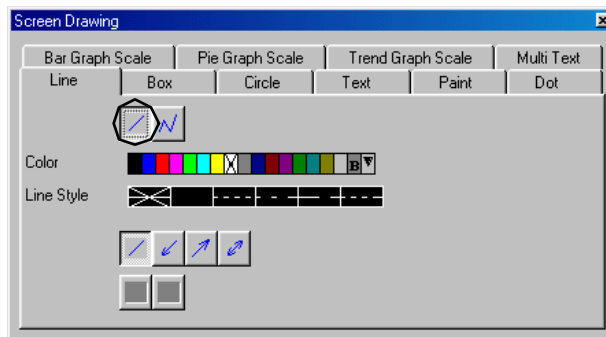 Screen Drawing
Bar Graph Scale Pie Graph Scale Trend Graph Scale Multi Text
Line Box Circle Text Paint Dot
Color B
Line Style